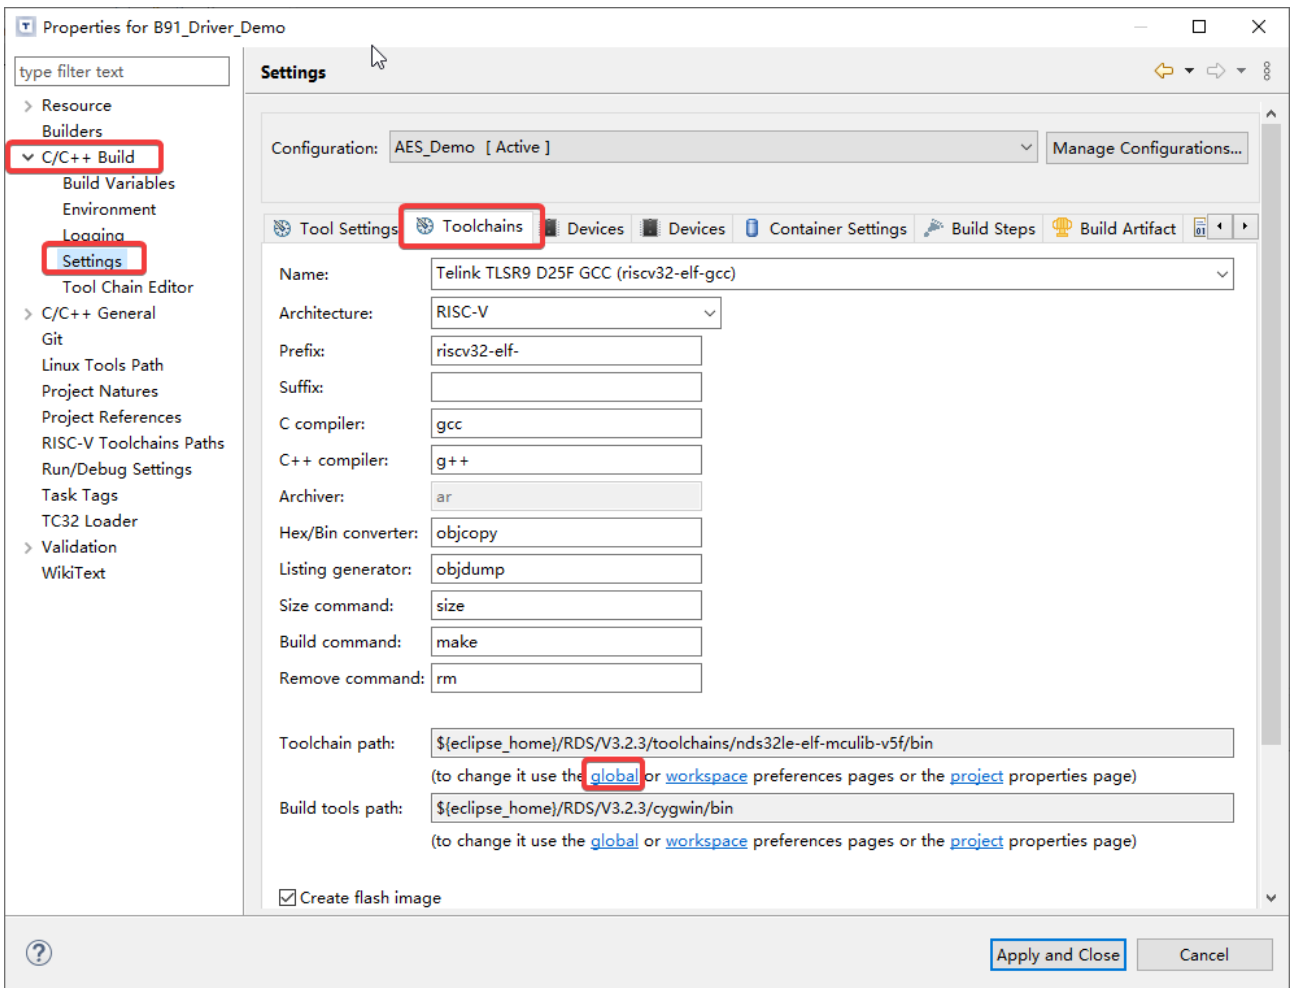 Properties for B91_Driver_Demo
type filter text
Resource
Builders
C/C++ Build
Build Variables
Environment
Logging
Settings
Tool Chain Editor
C/C++ General
Git
Linux Tools Path
Project Natures
Project References
RISC-V Toolchains Paths
Run/Debug Settings
Task Tags
TC32 Loader
Validation
WikiText
Settings
Configuration: AES_Demo [ Active ] Manage Configurations...
Tool Settings Toolchains Devices Devices Container Settings Build Steps Build Artifact
Name: Telink TLSR9 D25F GCC (riscv32-elf-gcc)
Architecture: RISC-V
Prefix: riscv32-elf-
Suffix:
C compiler: gcc
C++ compiler: g++
Archiver: ar
Hex/Bin converter: objcopy
Listing generator: objdump
Size command: size
Build command: make
Remove command: rm
Toolchain path: ${eclipse_home}/RDS/V3.2.3/toolchains/nds32le-elf-mculib-v5f/bin
(to change it use the global or workspace preferences pages or the project properties page)
Build tools path: ${eclipse_home}/RDS/V3.2.3/cygwin/bin
(to change it use the global or workspace preferences pages or the project properties page)
Create flash image
Apply and Close Cancel